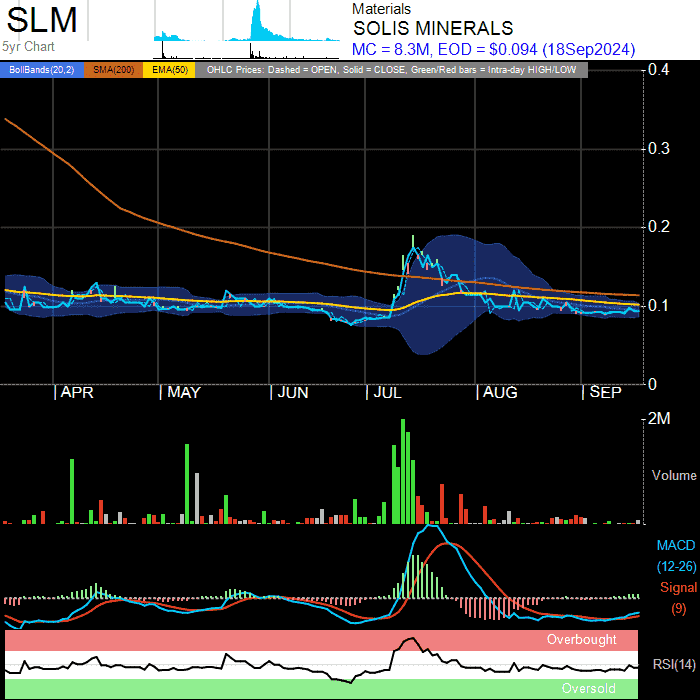 SLM
Materials
SOLIS MINERALS
5yr Chart
MC = 8.3M, EOD = $0.094 (18Sep2024)
BollBands(20,2) SMA(200) EMA(50) OHLC Prices: Dashed = OPEN, Solid = CLOSE, Green/Red bars = Intra-day HIGH/LOW
0.4
0.3
0.2
0.1
0
APR MAY JUN JUL AUG SEP
2M
Volume
MACD
(12-26)
Signal
(9)
Overbought
RSI(14)
Oversold